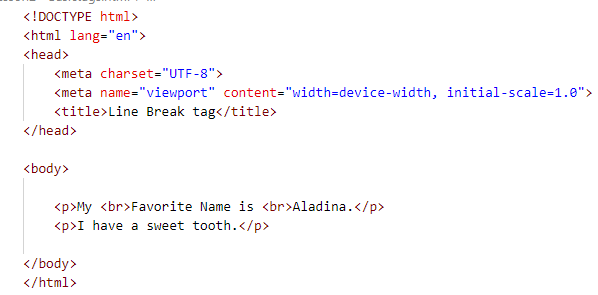 <!DOCTYPE html>
<html lang="en">
<head>
    <meta charset="UTF-8">
    <meta name="viewport" content="width=device-width, initial-scale=1.0">
    <title>Line Break tag</title>
</head>
<body>
    <p>My <br>Favorite Name is <br>Aladina.</p>
    <p>I have a sweet tooth.</p>
</body>
</html>